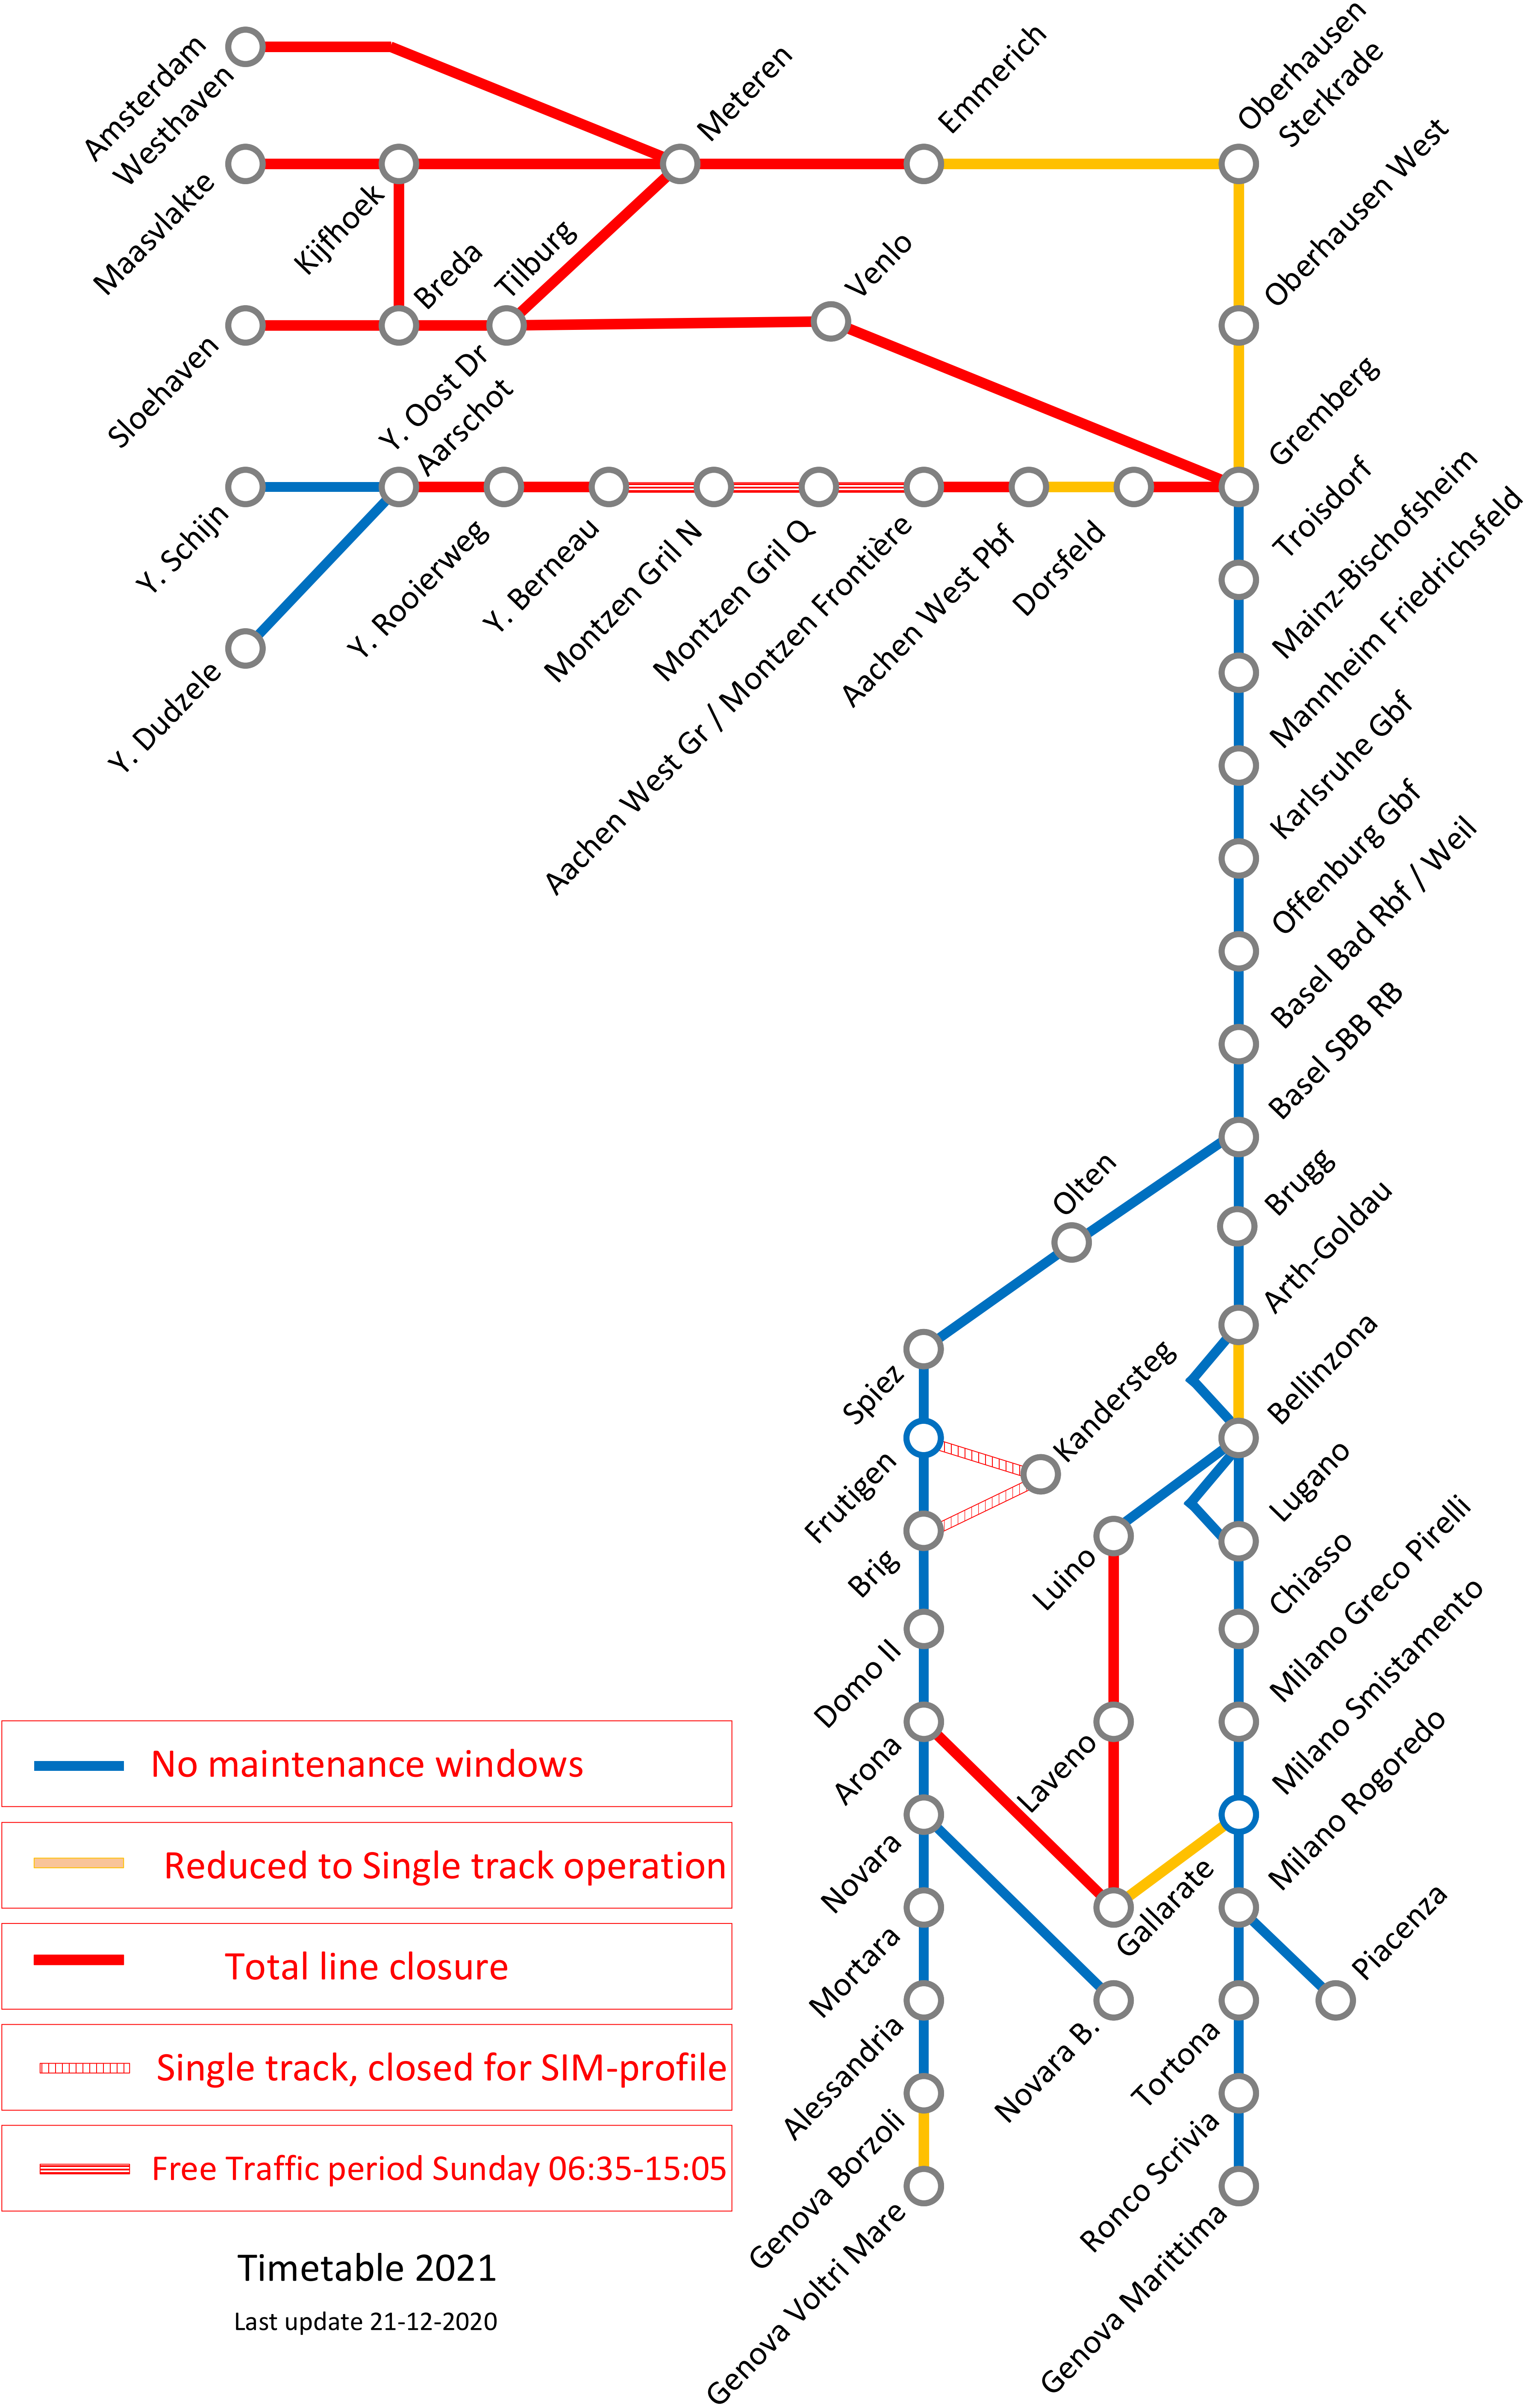 Amsterdam
Westhaven
Maasvlakte
Kijfhoek
Meteren
Emmerich
Oberhausen
Sterkrade
Oberhausen West
Sloehaven
Breda
Tilburg
Venlo
Gremberg
Y. Schijn
Y. Dudzele
Y. Oost Dr
Aarschot
Y. Rooierweg
Y. Berneau
Montzen Gril N
Montzen Gril Q
Aachen West Gr / Montzen Frontière
Aachen West Pbf
Dorsfeld
Troisdorf
Mainz-Bischofsheim
Mannheim Friedrichsfeld
Karlsruhe Gbf
Offenburg Gbf
Basel Bad Rbf / Weil
Basel SBB RB
Olten
Brugg
Arth-Goldau
Spiez
Kandersteg
Bellinzona
Frutigen
Lugano
Brig
Luino
Chiasso
Domo II
Milano Greco Pirelli
Arona
Laveno
Milano Smistamento
Novara
Gallarate
Milano Rogoredo
Mortara
Novara B.
Piacenza
Alessandria
Tortona
Genova Borzoli
Ronco Scrivia
Genova Voltri Mare
Genova Marittima
No maintenance windows
Reduced to Single track operation
Total line closure
Single track, closed for SIM-profile
Free Traffic period Sunday 06:35-15:05
Timetable 2021
Last update 21-12-2020